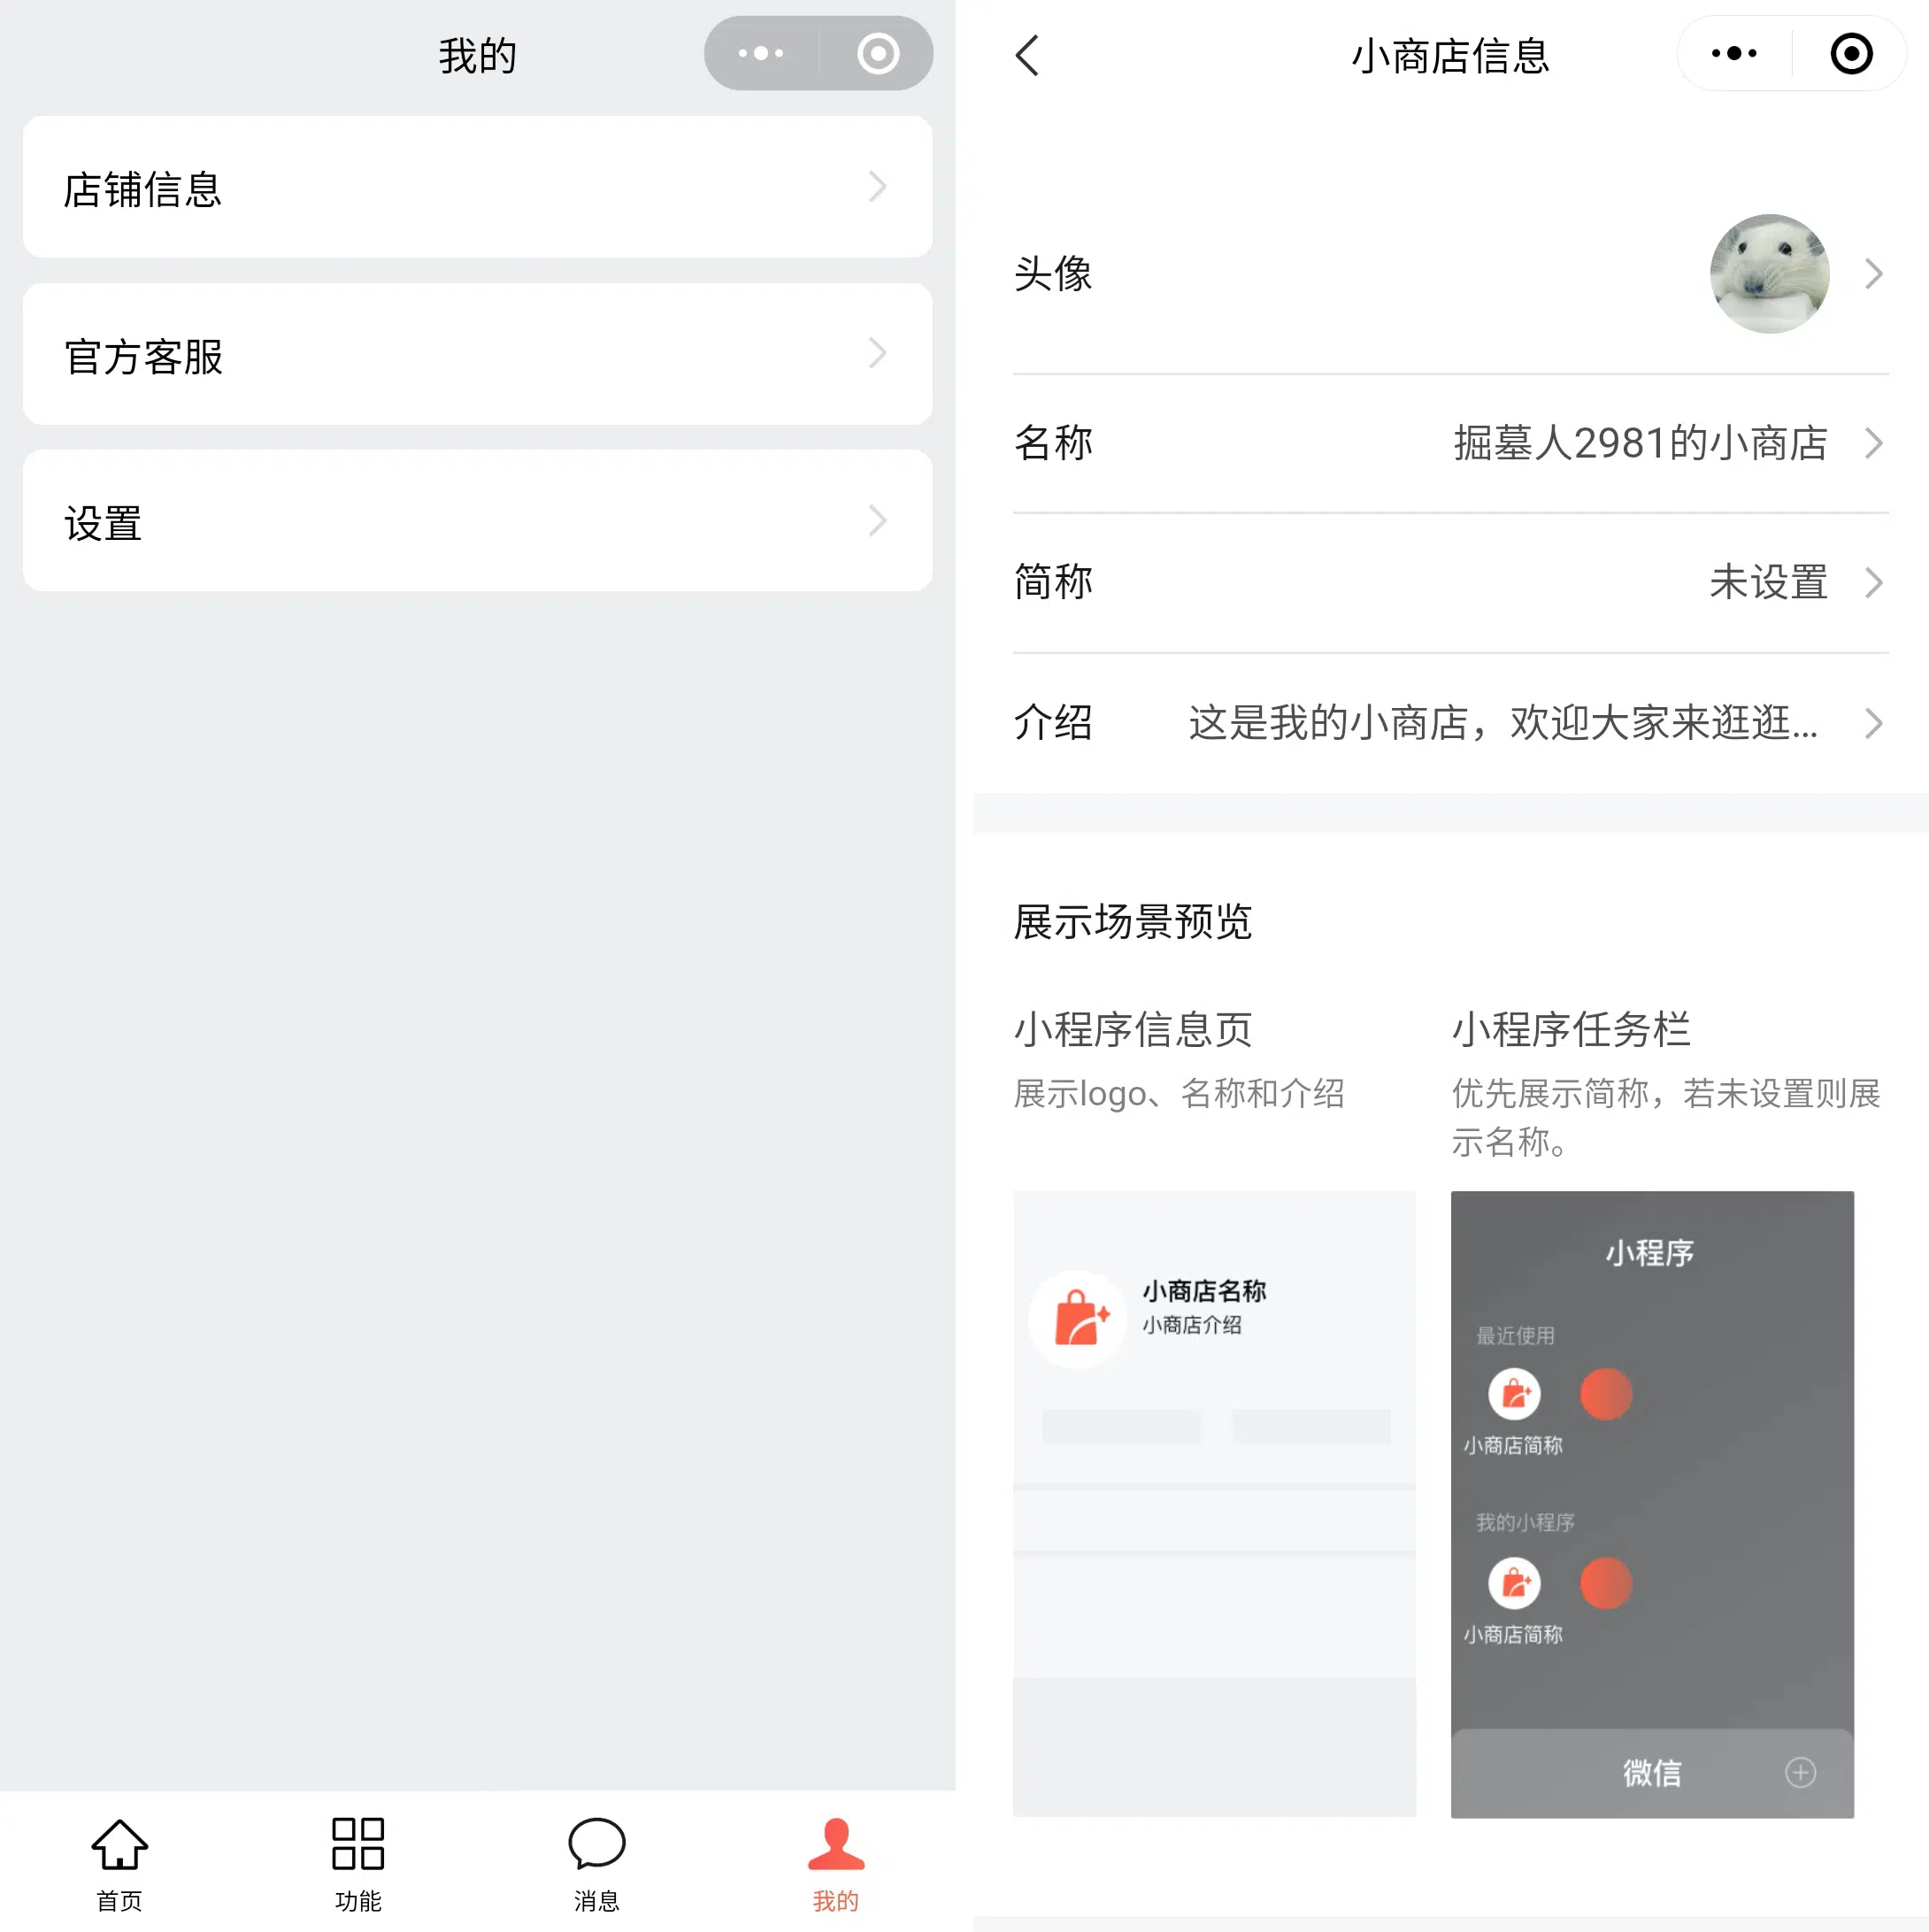 我的
店铺信息
官方客服
设置
首页
功能
消息
我的
小商店信息
头像
名称
掘墓人2981的小商店
简称
未设置
介绍
这是我的小商店，欢迎大家来逛逛...
展示场景预览
小程序信息页
展示logo、名称和介绍
小商店名称
小商店介绍
小程序任务栏
优先展示简称，若未设置则展
示名称。
小程序
最近使用
小商店简称
我的小程序
小商店简称
微信